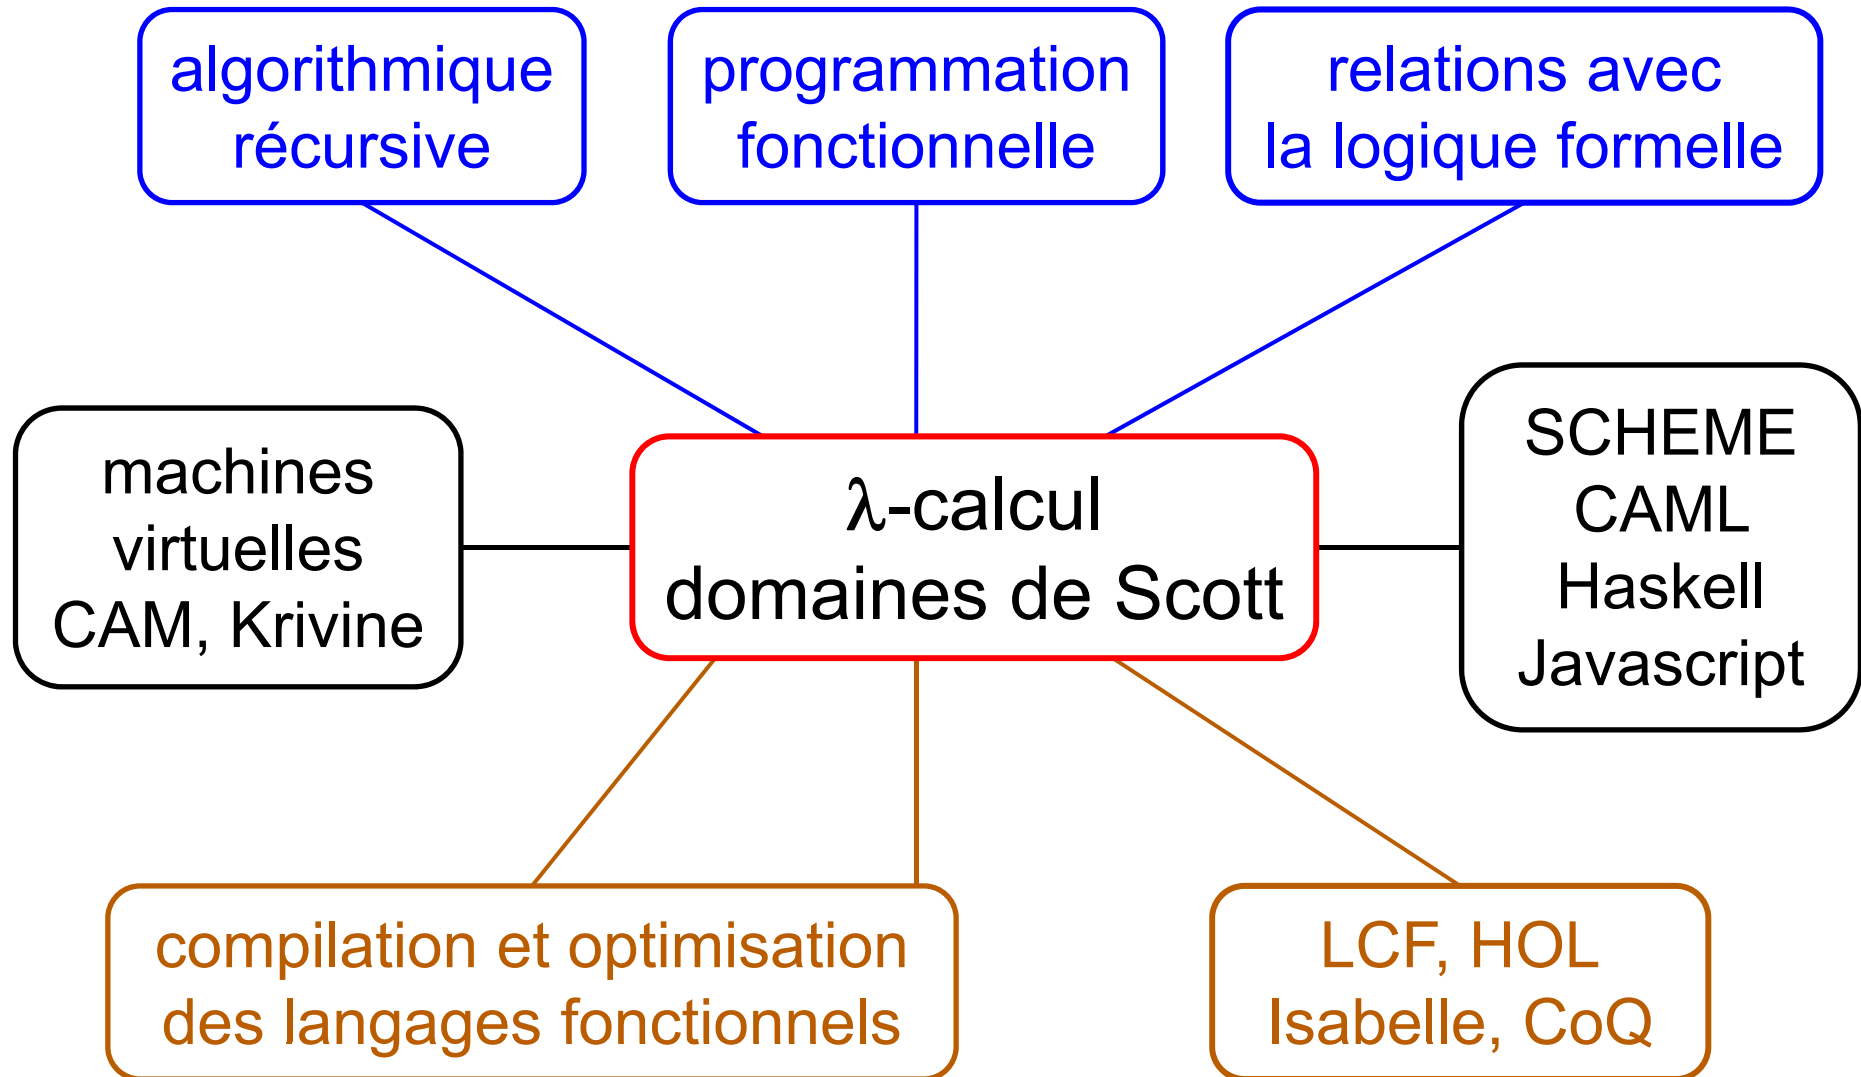 algorithmique
récursive
programmation
fonctionnelle
relations avec
la logique formelle
machines
virtuelles
CAM, Krivine
λ-calcul
domaines de Scott
SCHEME
CAML
Haskell
Javascript
compilation et optimisation
des langages fonctionnels
LCF, HOL
Isabelle, CoQ